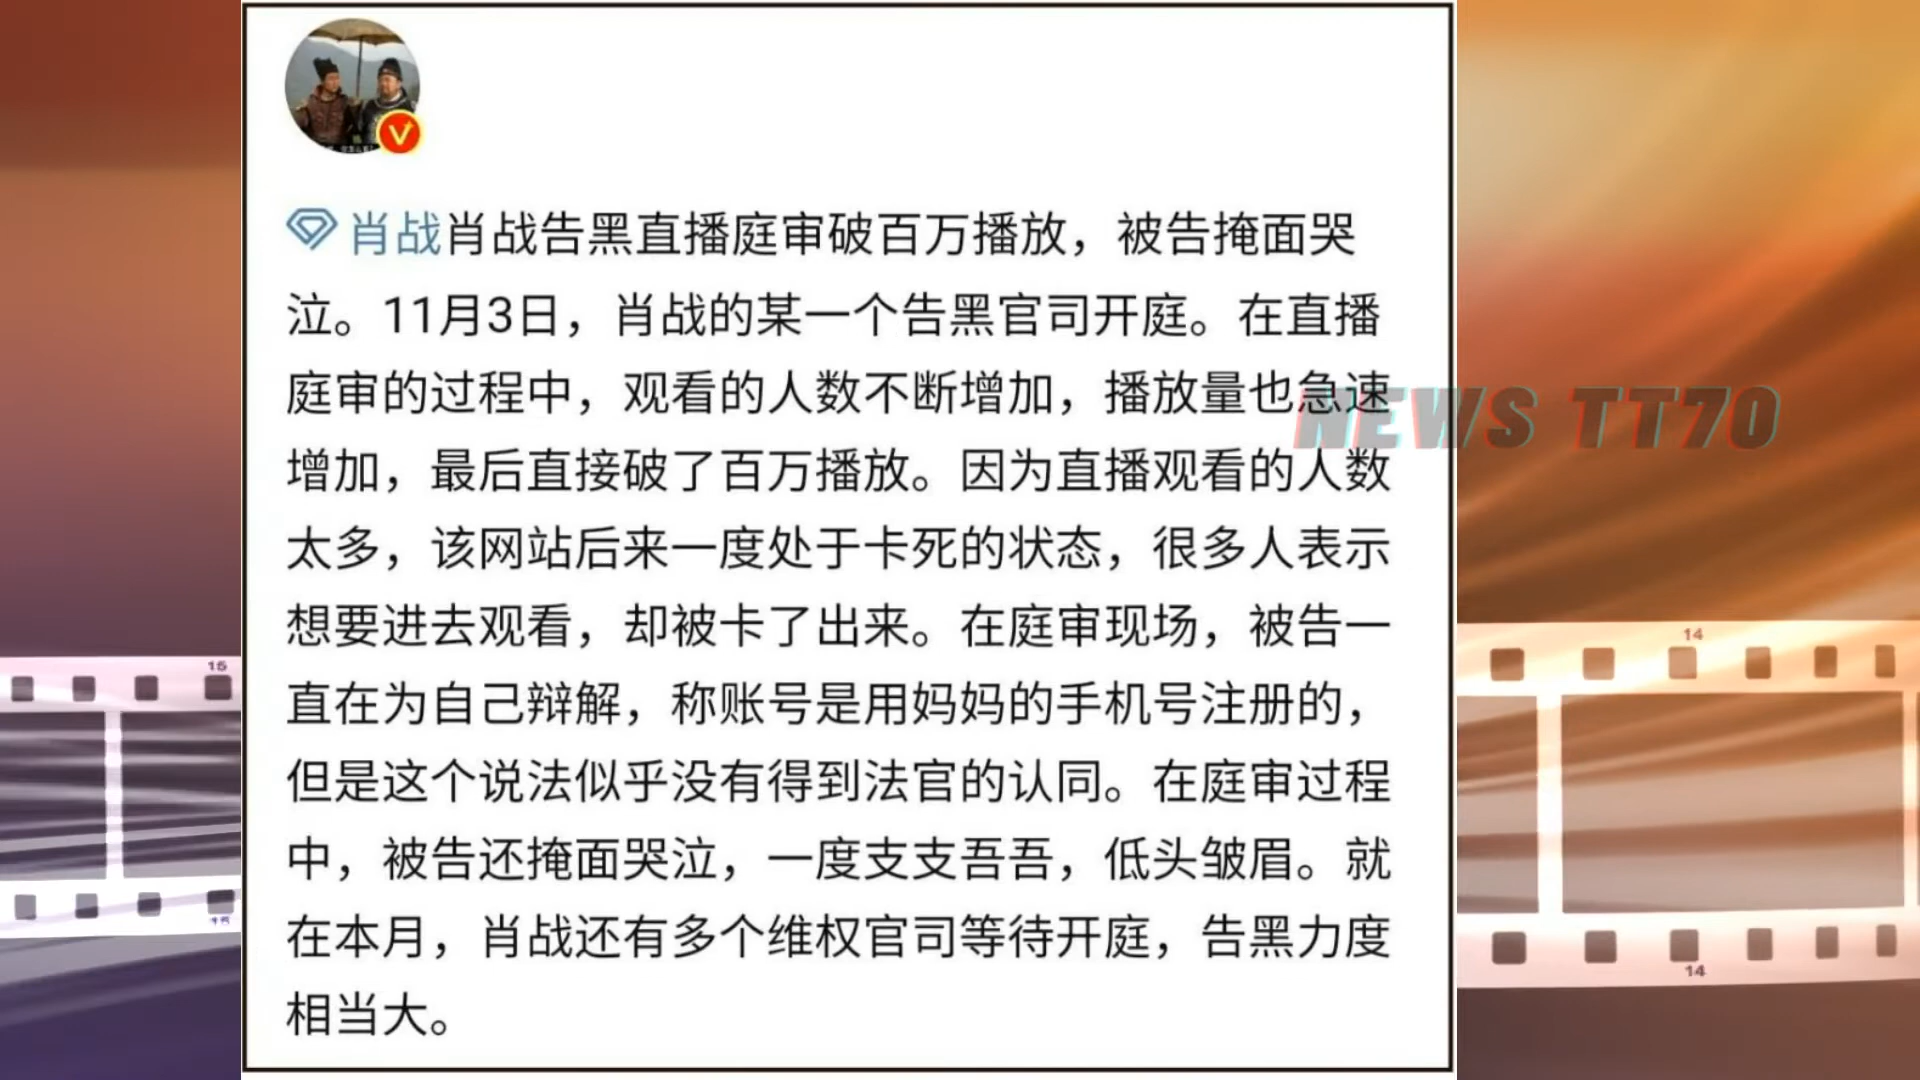 肖战肖战告黑直播庭审破百万播放，被告掩面哭
泣。11月3日，肖战的某一个告黑官司开庭。在直播
庭审的过程中，观看的人数不断增加，播放量也急速
增加，最后直接破了百万播放。因为直播观看的人数
太多，该网站后来一度处于卡死的状态，很多人表示
想要进去观看，却被卡了出来。在庭审现场，被告一
直在为自己辩解，称账号是用妈妈的手机号注册的，
但是这个说法似乎没有得到法官的认同。在庭审过程
中，被告还掩面哭泣，一度支支吾吾，低头皱眉。就
在本月，肖战还有多个维权官司等待开庭，告黑力度
相当大。
NEWS TT70
15
15
14
14